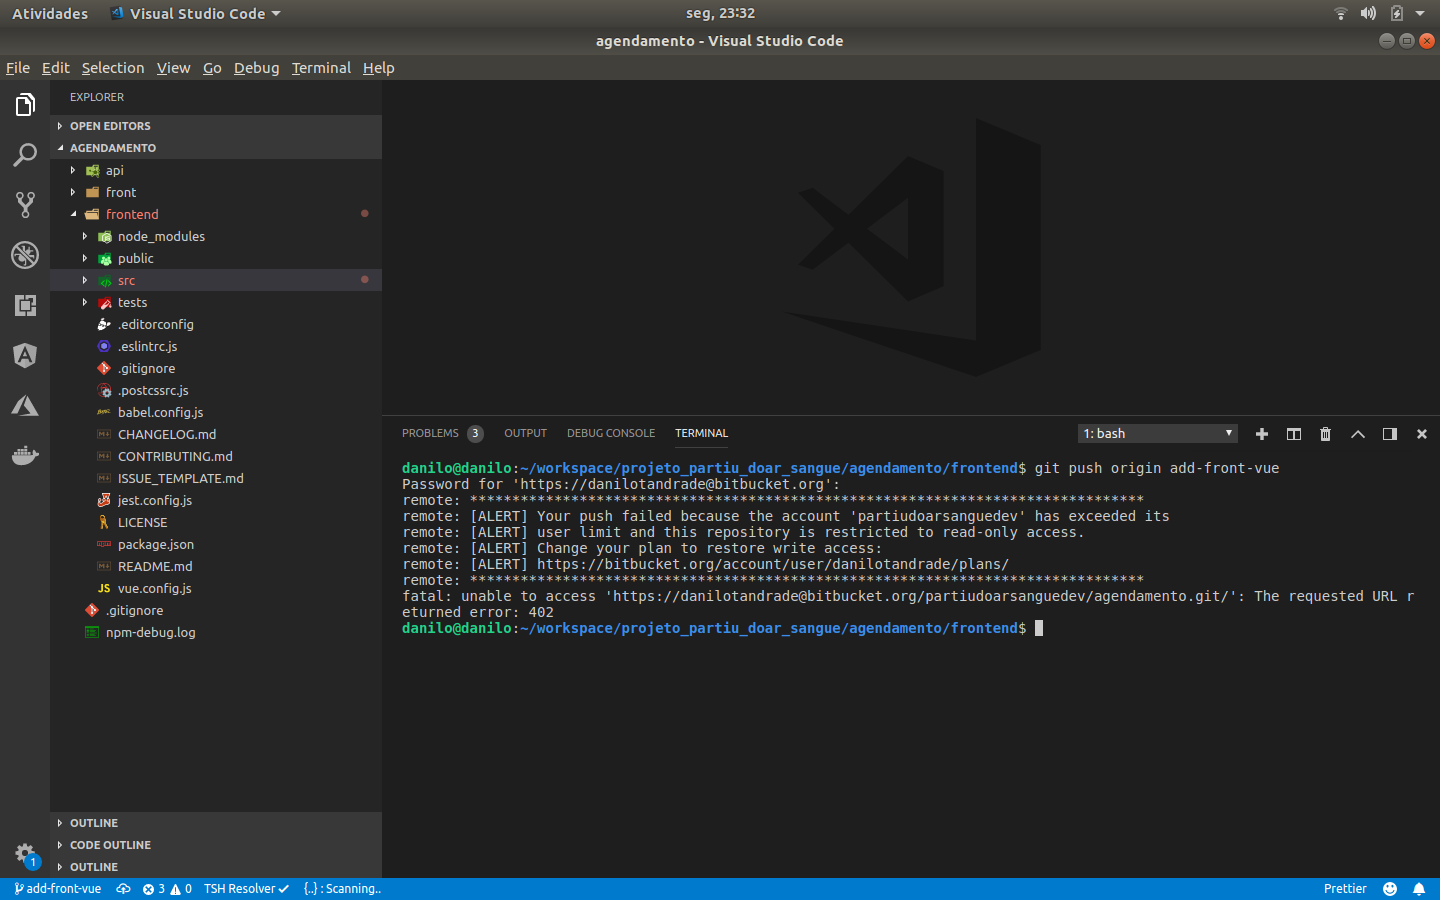 Atividades Visual Studio Code seg, 23:32
agendamento - Visual Studio Code
File Edit Selection View Go Debug Terminal Help
EXPLORER
OPEN EDITORS
AGENDAMENTO
api
front
frontend
node_modules
public
src
tests
.editorconfig
.eslintrc.js
.gitignore
.postcssrc.js
babel.config.js
CHANGELOG.md
CONTRIBUTING.md
ISSUE_TEMPLATE.md
jest.config.js
LICENSE
package.json
README.md
JS vue.config.js
.gitignore
npm-debug.log
OUTLINE
CODE OUTLINE
OUTLINE
PROBLEMS 3 OUTPUT DEBUG CONSOLE TERMINAL 1: bash
danilo@danilo:~/workspace/projeto_partiu_doar_sangue/agendamento/frontend$ git push origin add-front-vue
Password for 'https://danilotandrade@bitbucket.org':
remote: ********************************************************************************
remote: [ALERT] Your push failed because the account 'partiudoarsanguedev' has exceeded its
remote: [ALERT] user limit and this repository is restricted to read-only access.
remote: [ALERT] Change your plan to restore write access:
remote: [ALERT] https://bitbucket.org/account/user/danilotandrade/plans/
remote: ********************************************************************************
fatal: unable to access 'https://danilotandrade@bitbucket.org/partiudoarsanguedev/agendamento.git/': The requested URL r
eturned error: 402
danilo@danilo:~/workspace/projeto_partiu_doar_sangue/agendamento/frontend$
1
add-front-vue 3 0 TSH Resolver {..} : Scanning.. Prettier